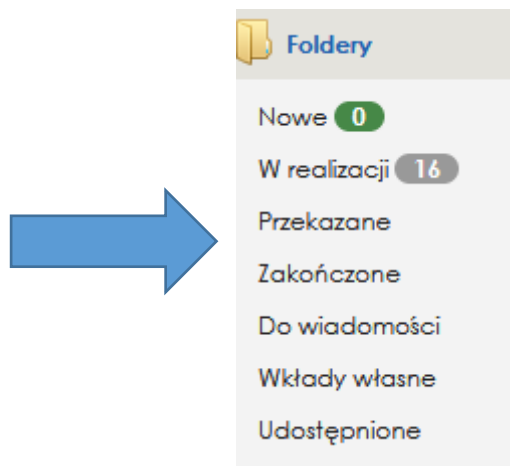 Foldery
Nowe 0
W realizacji 16
Przekazane
Zakończone
Do wiadomości
Wkłady własne
Udostępnione